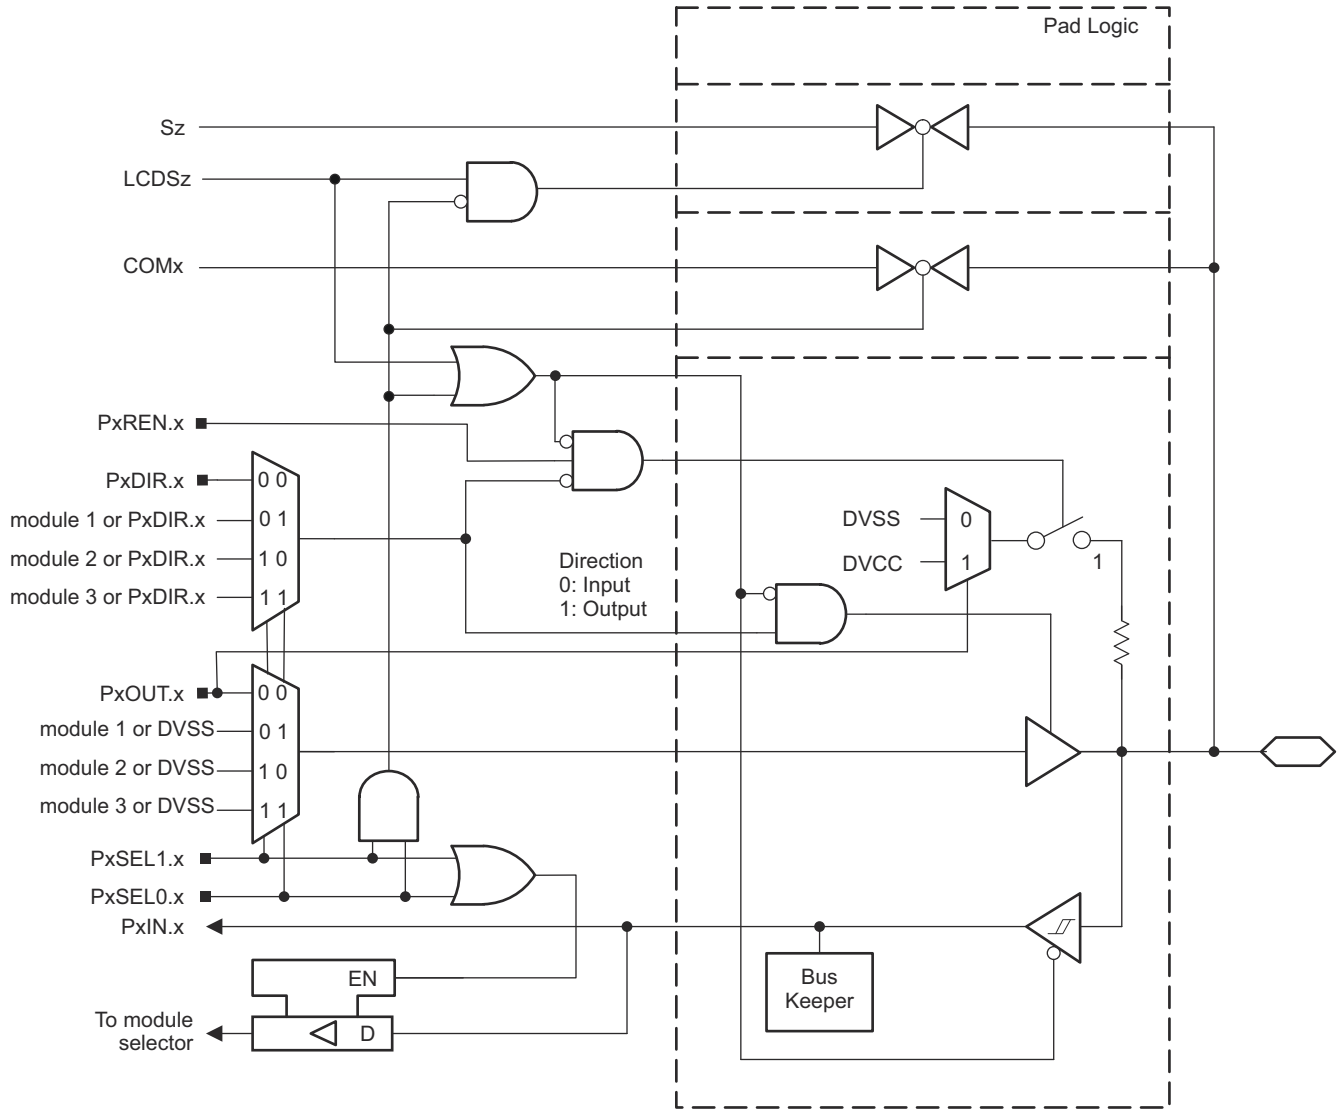 Pad Logic
Sz
LCDSz
COMx
PxREN.x
PxDIR.x
0 0
module 1 or PxDIR.x
0 1
module 2 or PxDIR.x
1 0
module 3 or PxDIR.x
1 1
Direction
0: Input
1: Output
DVSS
0
DVCC
1
1
PxOUT.x
0 0
module 1 or DVSS
0 1
module 2 or DVSS
1 0
module 3 or DVSS
1 1
PxSEL1.x
PxSEL0.x
PxIN.x
EN
Bus
Keeper
To module
selector
D